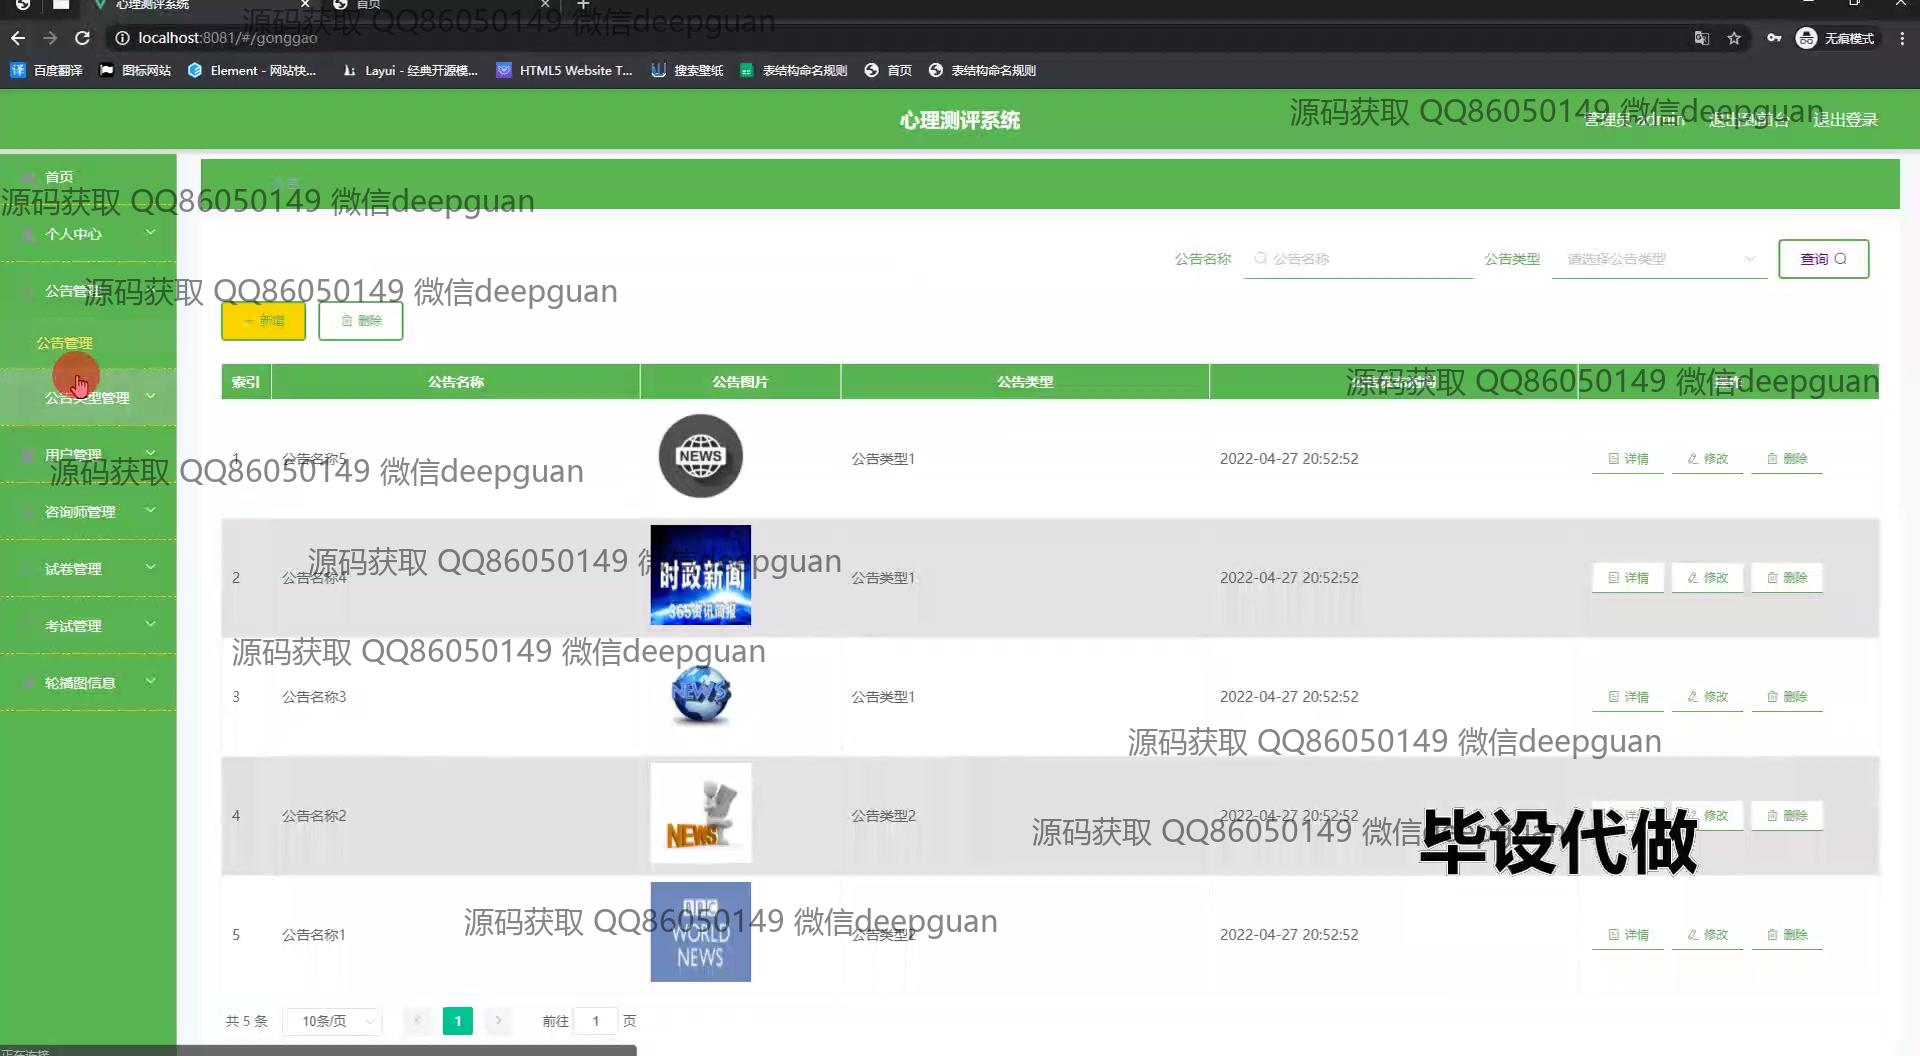 心理测评系统
首页
源码获取 QQ86050149 微信deepguan
localhost:8081/#/gonggao
无痕模式
百度翻译
图标网站
Element - 网站快...
Layui - 经典开源模...
HTML5 Website T...
搜索壁纸
表结构命名规则
首页
表结构命名规则
心理测评系统
源码获取 QQ86050149 微信deepguan
管理员 admin
退出到前台
退出登录
首页
源码获取 QQ86050149 微信deepguan
个人中心
公告管理
源码获取 QQ86050149 微信deepguan
公告管理
公告类型管理
用户管理
源码获取 QQ86050149 微信deepguan
咨询师管理
试卷管理
考试管理
轮播图信息
公告名称
公告名称
公告类型
请选择公告类型
查询
+ 新增
删除
索引 公告名称 公告图片 公告类型
源码获取 QQ86050149 微信deepguan
1 公告名称5 NEWS 公告类型1 2022-04-27 20:52:52 详情 修改 删除
源码获取 QQ86050149 微信deepguan
2 公告名称4 时政新闻 365资讯简报 公告类型1 2022-04-27 20:52:52 详情 修改 删除
源码获取 QQ86050149 微信deepguan
3 公告名称3 NEWS 公告类型1 2022-04-27 20:52:52 详情 修改 删除
源码获取 QQ86050149 微信deepguan
4 公告名称2 NEWS 公告类型2 2022-04-27 20:52:52 修改 删除
源码获取 QQ86050149 微信deepguan
毕设代做
5 公告名称1 BBC WORLD NEWS 公告类型2 2022-04-27 20:52:52 详情 修改 删除
源码获取 QQ86050149 微信deepguan
共 5 条 10条/页 1 前往 1 页